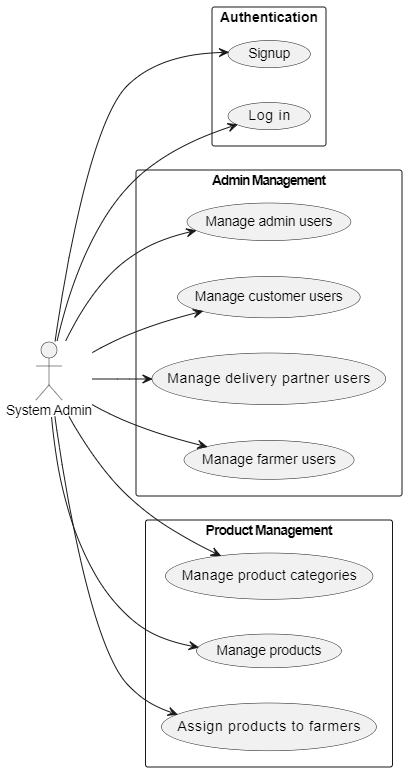 Authentication
Signup
Log in
Admin Management
Manage admin users
Manage customer users
System Admin
Manage delivery partner users
Manage farmer users
Product Management
Manage product categories
Manage products
Assign products to farmers